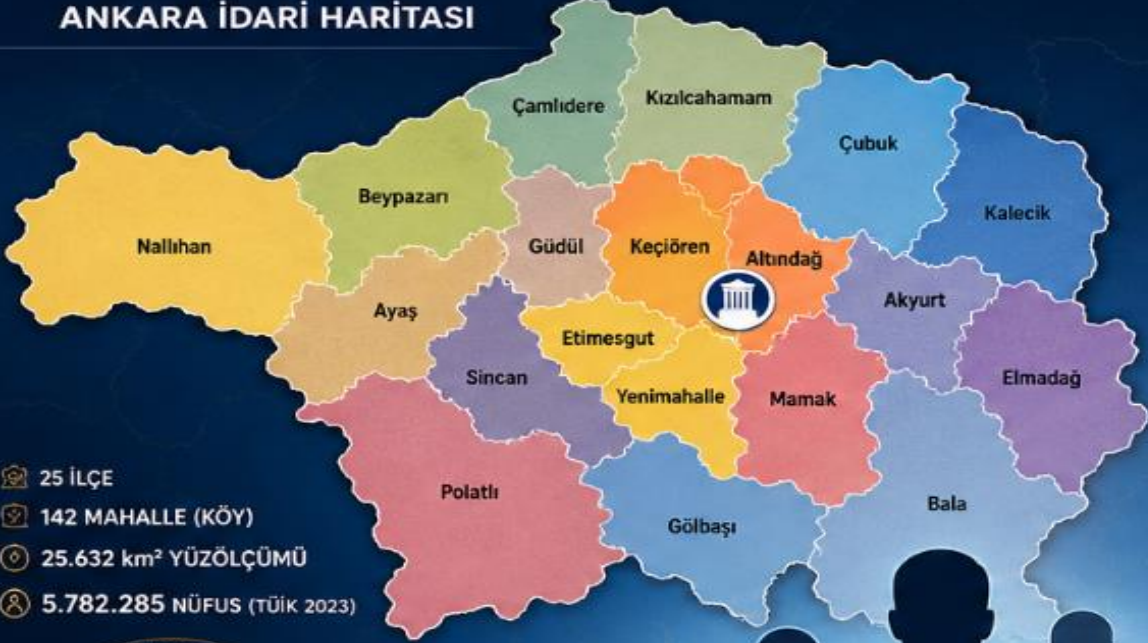 ANKARA İDARİ HARİTASI
Çamlıdere
Kızılcahamam
Çubuk
Beypazarı
Kalecik
Nallıhan
Güdül
Keçiören
Altındağ
Ayaş
Akyurt
Etimesgut
Sincan
Elmadağ
Yenimahalle
Mamak
Polatlı
Gölbaşı
Bala
25 İLÇE
142 MAHALLE (KÖY)
25.632 km² YÜZÖLÇÜMÜ
5.782.285 NÜFUS (TÜİK 2023)